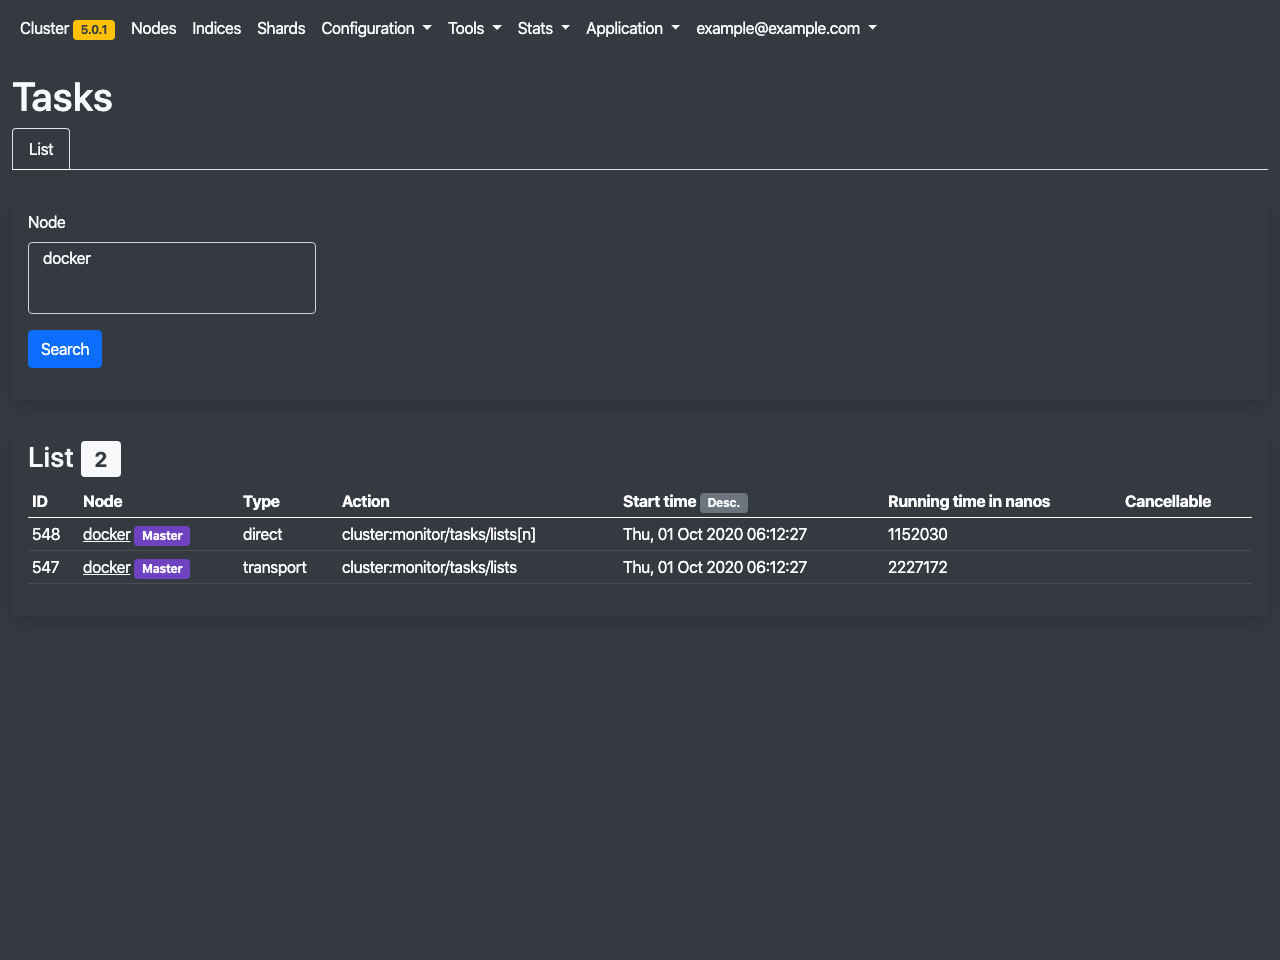 Cluster 5.0.1 Nodes Indices Shards Configuration Tools Stats Application example@example.com
Tasks
List
Node
docker
Search
List 2
ID Node Type Action Start time Desc. Running time in nanos Cancellable
548 docker Master direct cluster:monitor/tasks/lists[n] Thu, 01 Oct 2020 06:12:27 1152030
547 docker Master transport cluster:monitor/tasks/lists Thu, 01 Oct 2020 06:12:27 2227172